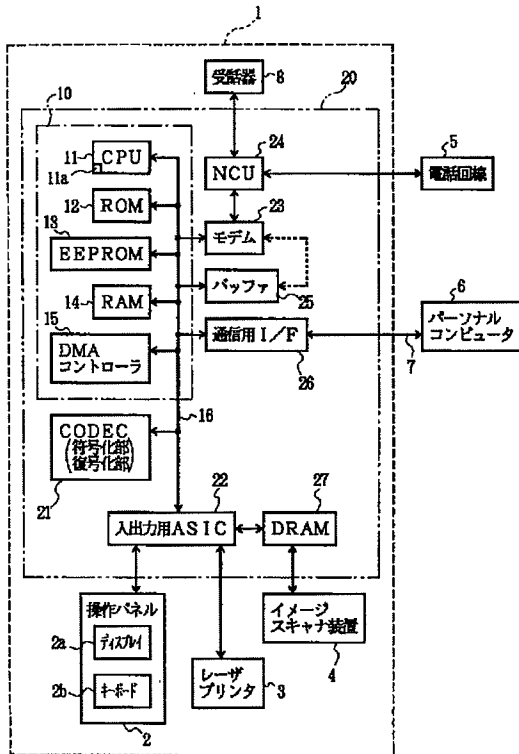 1
受話器
8
10
20
11
CPU
11a
24
NCU
5
電話回線
12
ROM
23
モデム
13
EEPROM
14
RAM
バッファ
25
6
パーソナル
コンピュータ
15
DMA
コントローラ
通信用I/F
26
7
16
CODEC
(符号化部)
(復号化部)
21
22
入出力用ASIC
27
DRAM
操作パネル
2a
ディスプレイ
2b
キーボード
2
レーザ
プリンタ
3
イメージ
スキャナ装置
4